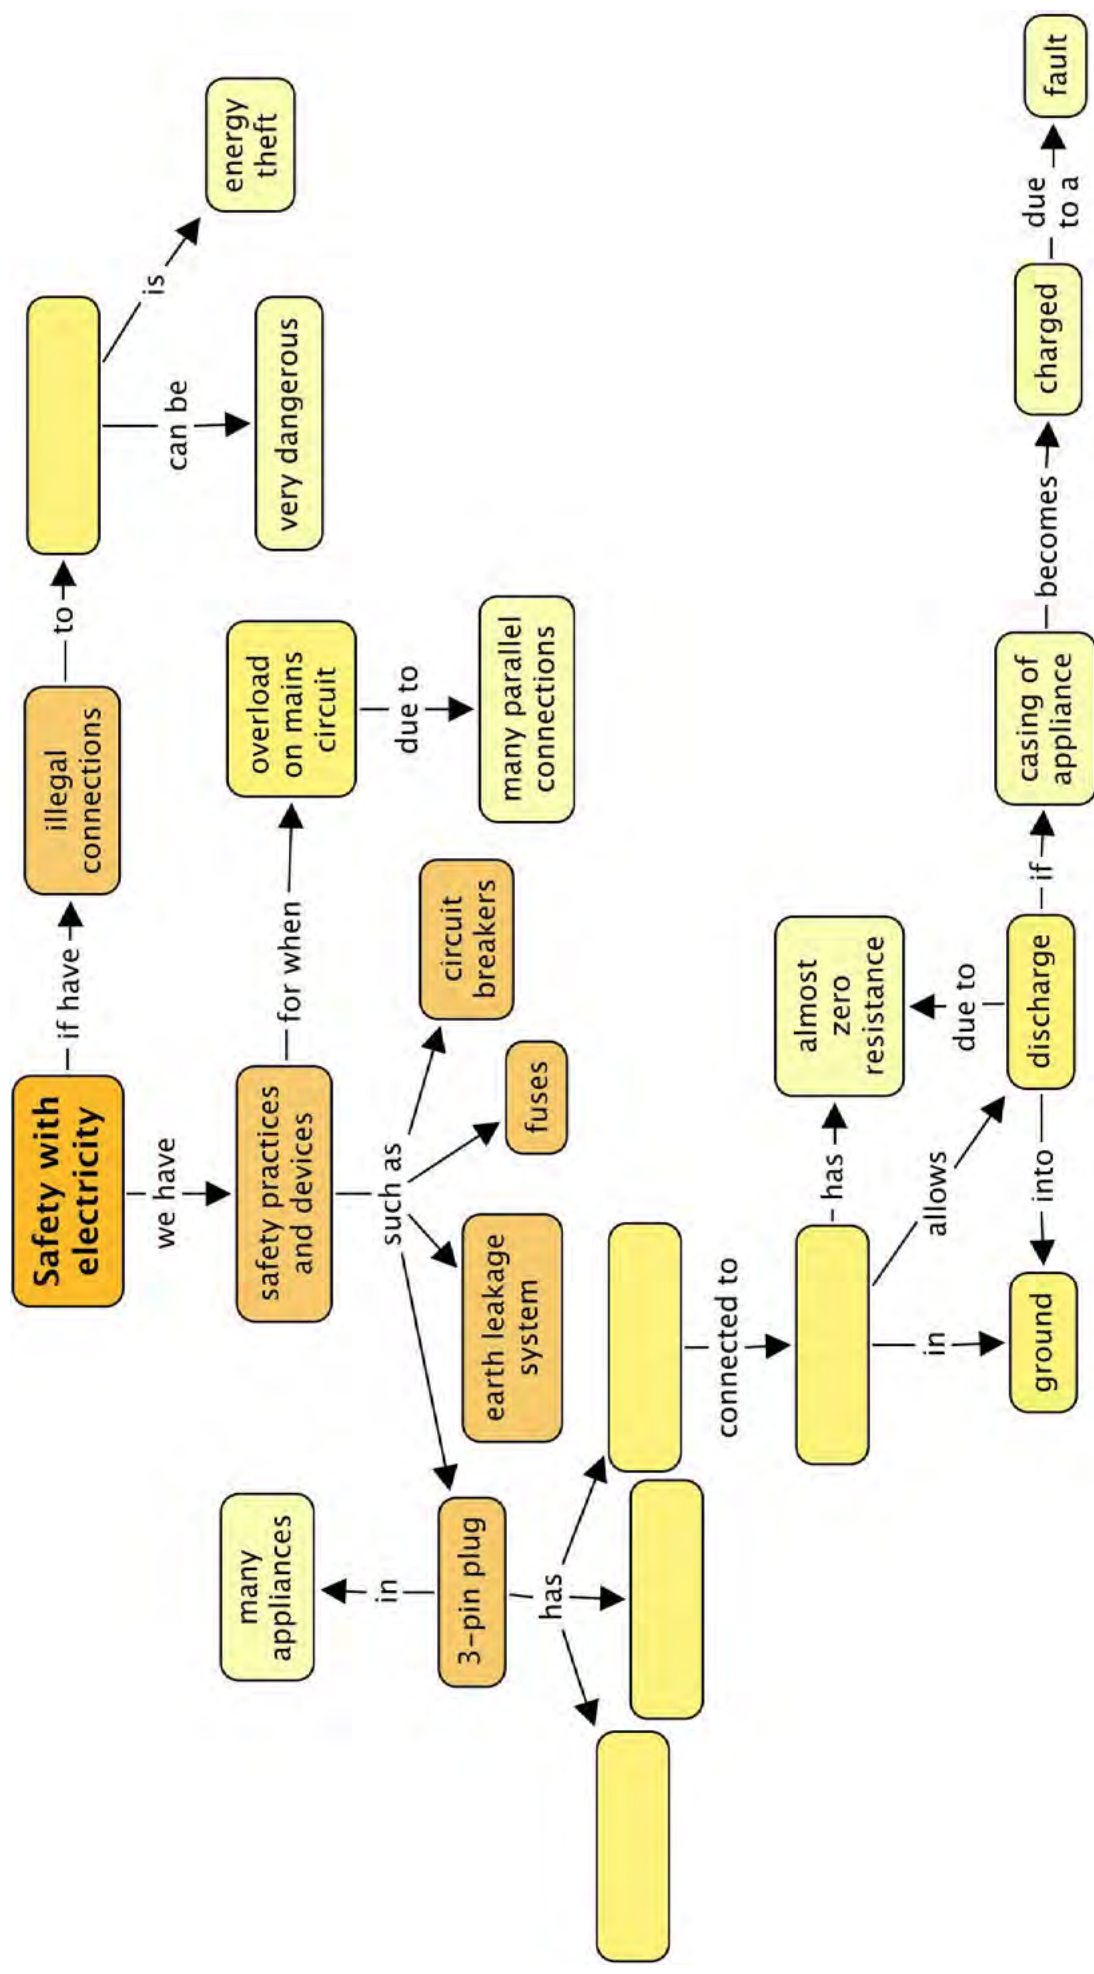 Safety with
electricity
if have
illegal
connections
to
is
energy
theft
can be
very dangerous
we have
safety practices
and devices
for when
overload
on mains
circuit
due to
many parallel
connections
such as
circuit
breakers
fuses
earth leakage
system
3-pin plug
in
many
appliances
has
connected to
has
almost
zero
resistance
allows
in
ground
discharge
due to
into
if
casing of
appliance
becomes
charged
due
to a
fault